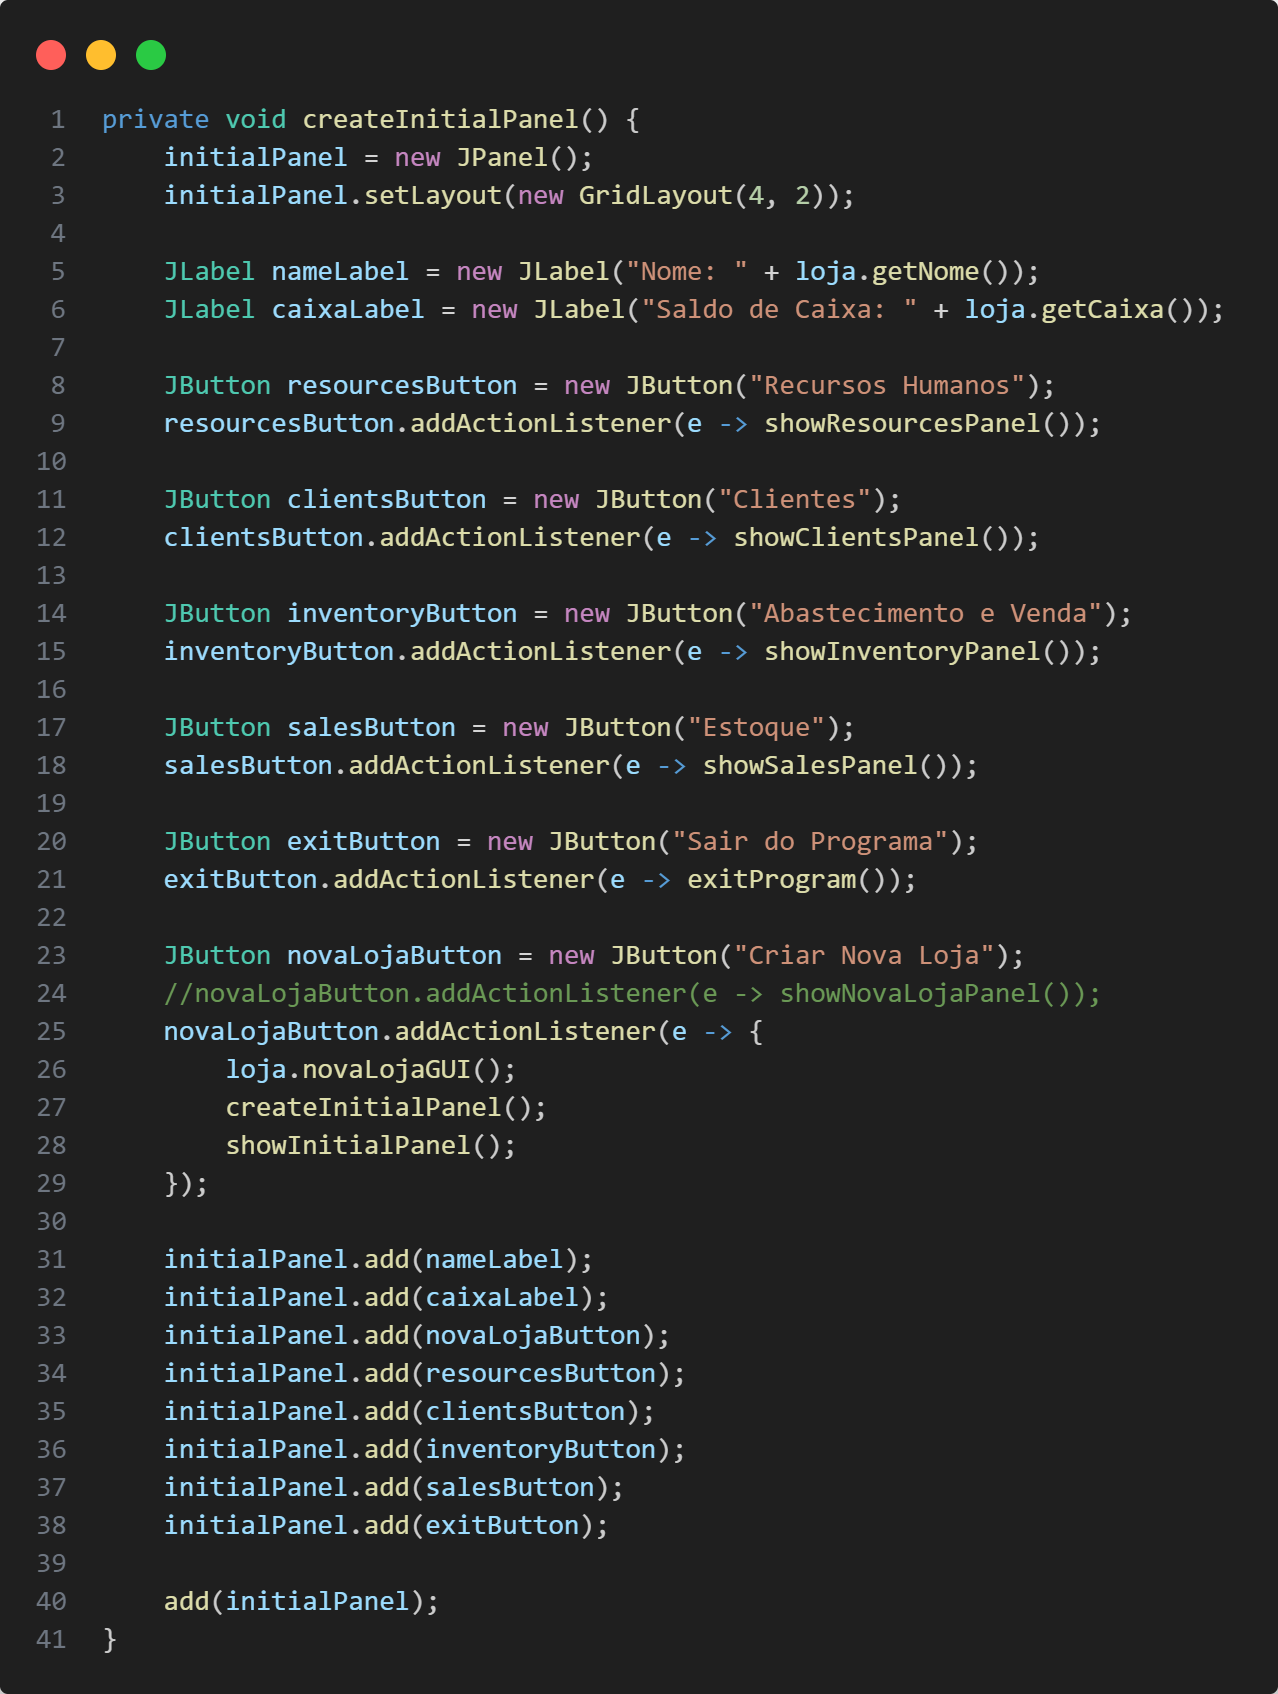 1 private void createInitialPanel() {
2     initialPanel = new JPanel();
3     initialPanel.setLayout(new GridLayout(4, 2));
4
5     JLabel nameLabel = new JLabel("Nome: " + loja.getNome());
6     JLabel caixaLabel = new JLabel("Saldo de Caixa: " + loja.getCaixa());
7
8     JButton resourcesButton = new JButton("Recursos Humanos");
9     resourcesButton.addActionListener(e -> showResourcesPanel());
10
11     JButton clientsButton = new JButton("Clientes");
12     clientsButton.addActionListener(e -> showClientsPanel());
13
14     JButton inventoryButton = new JButton("Abastecimento e Venda");
15     inventoryButton.addActionListener(e -> showInventoryPanel());
16
17     JButton salesButton = new JButton("Estoque");
18     salesButton.addActionListener(e -> showSalesPanel());
19
20     JButton exitButton = new JButton("Sair do Programa");
21     exitButton.addActionListener(e -> exitProgram());
22
23     JButton novaLojaButton = new JButton("Criar Nova Loja");
24     //novaLojaButton.addActionListener(e -> showNovaLojaPanel());
25     novaLojaButton.addActionListener(e -> {
26         loja.novaLojaGUI();
27         createInitialPanel();
28         showInitialPanel();
29     });
30
31     initialPanel.add(nameLabel);
32     initialPanel.add(caixaLabel);
33     initialPanel.add(novaLojaButton);
34     initialPanel.add(resourcesButton);
35     initialPanel.add(clientsButton);
36     initialPanel.add(inventoryButton);
37     initialPanel.add(salesButton);
38     initialPanel.add(exitButton);
39
40     add(initialPanel);
41 }